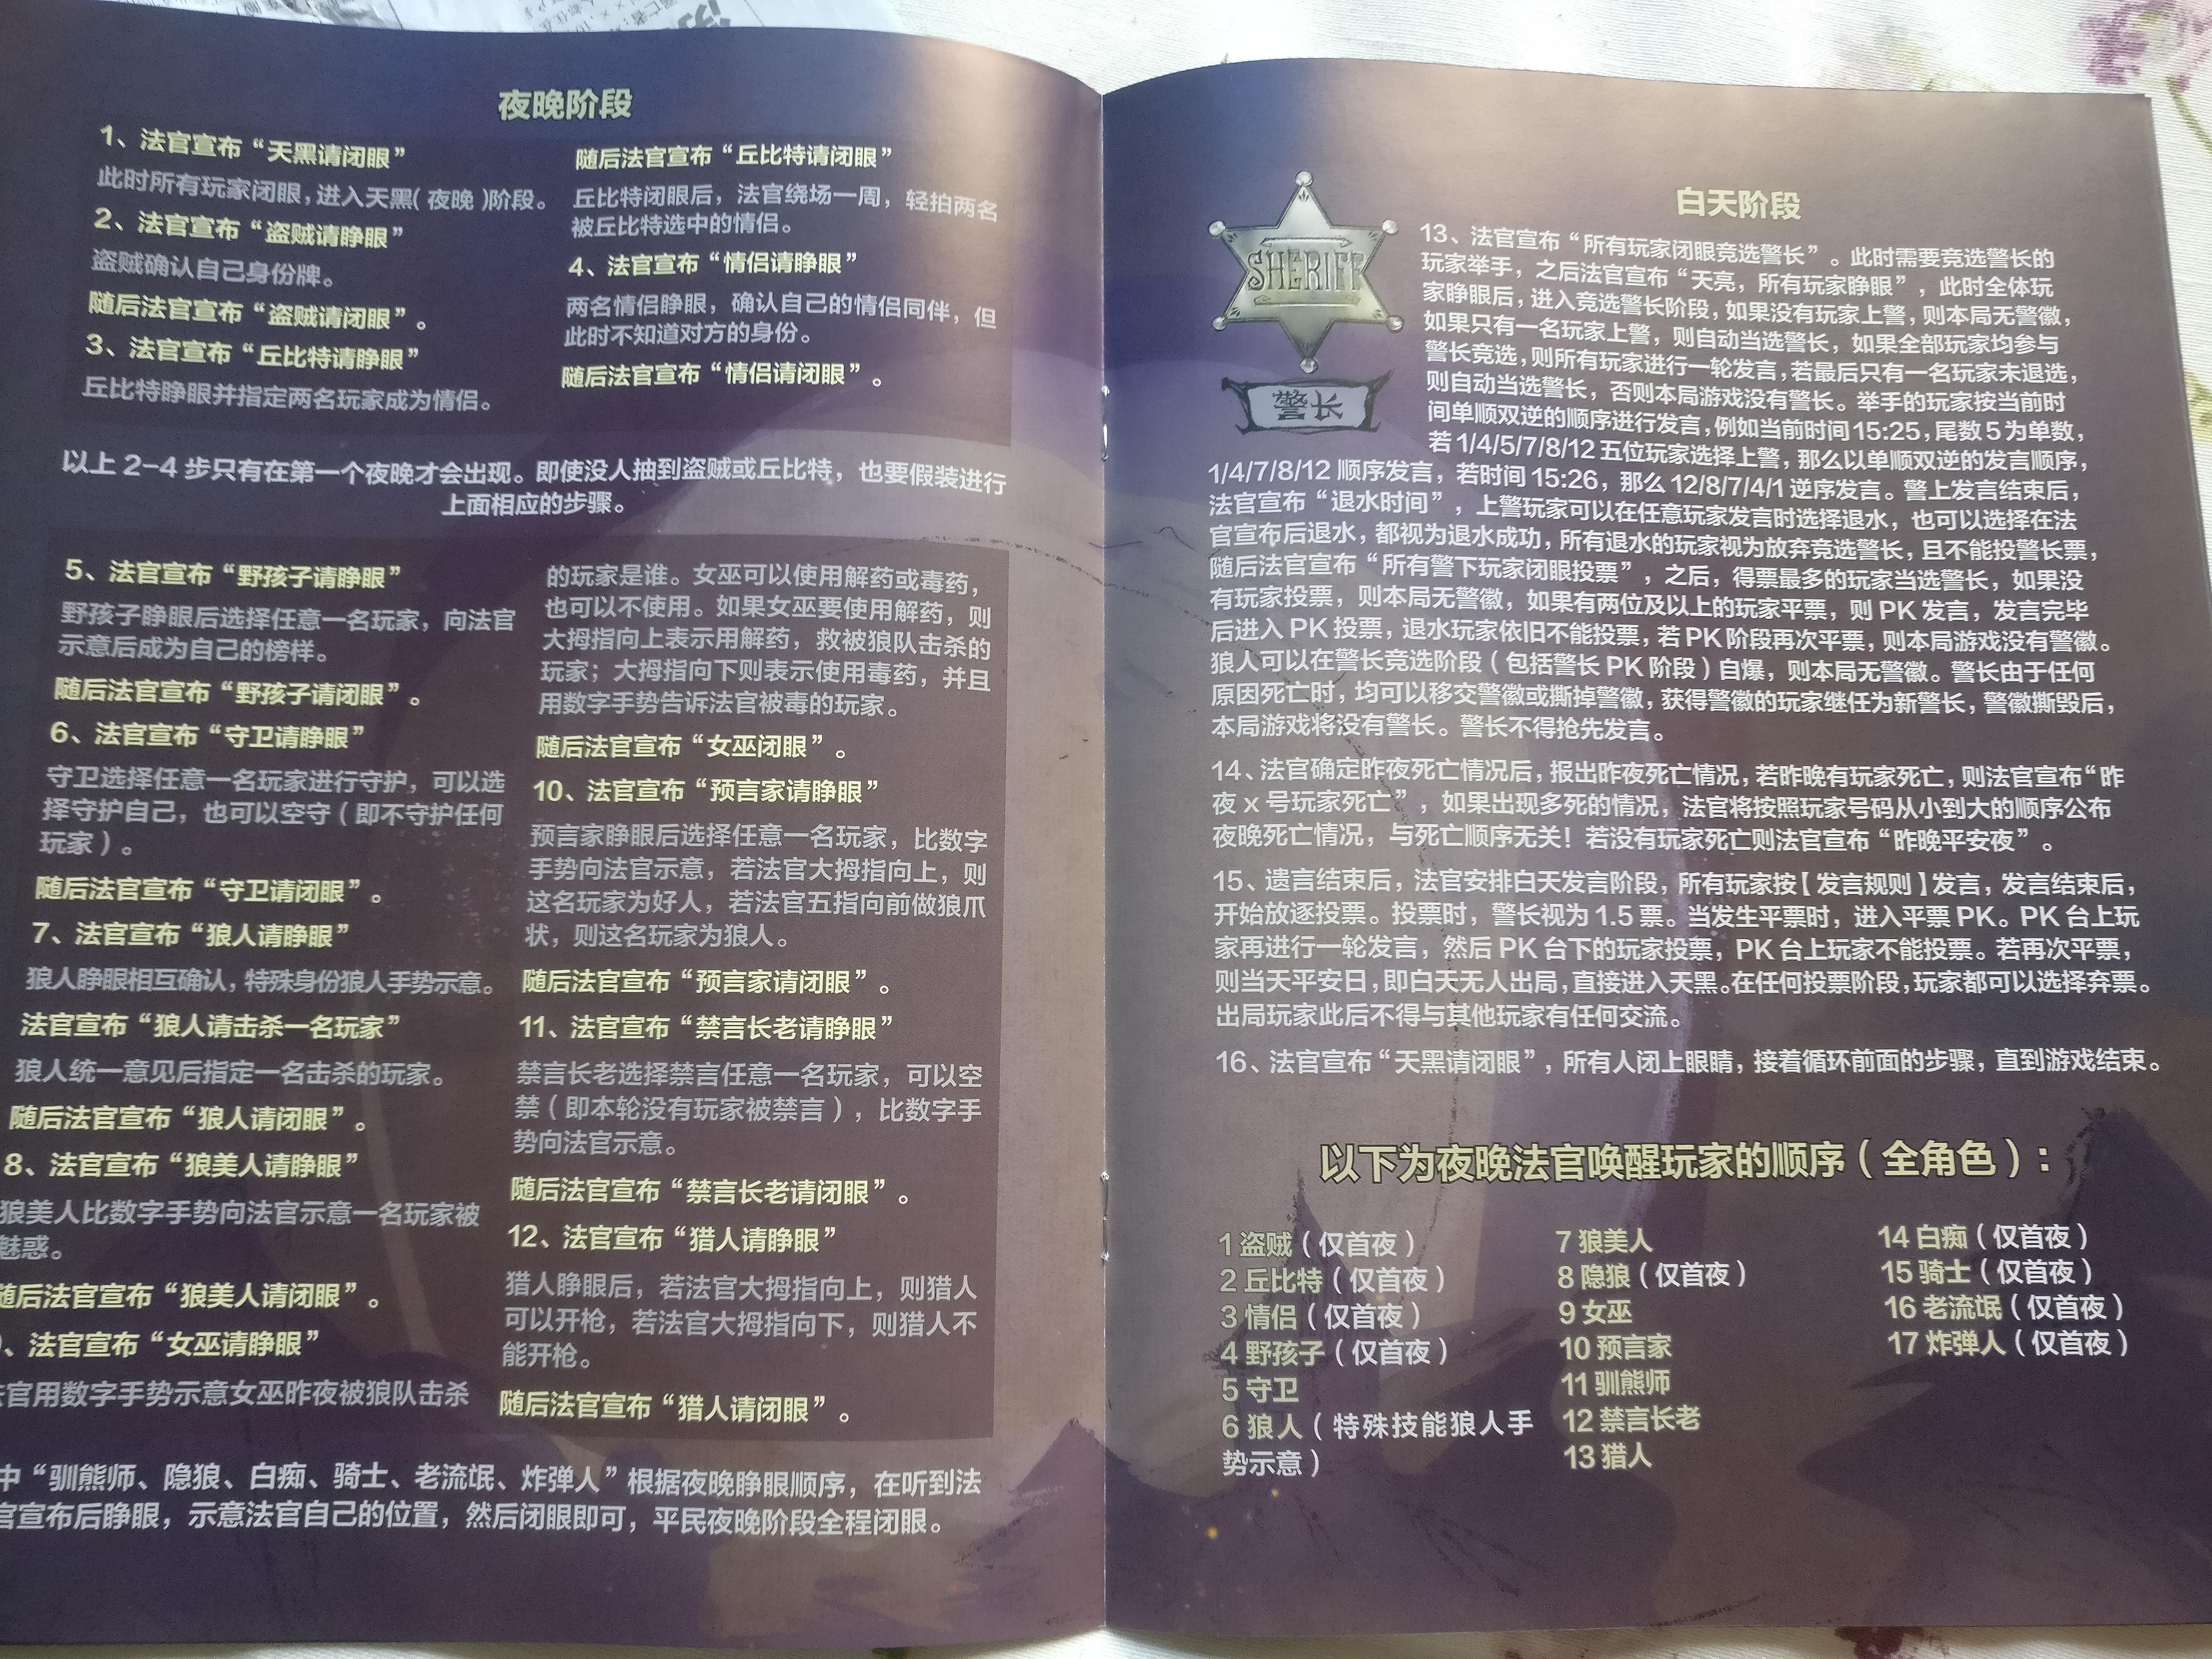 夜晚阶段
1、法官宣布“天黑请闭眼”
此时所有玩家闭眼，进入天黑（夜晚）阶段。
2、法官宣布“盗贼请睁眼”
盗贼确认自己身份牌。
随后法官宣布“盗贼请闭眼”。
3、法官宣布“丘比特请睁眼”
丘比特睁眼并指定两名玩家成为情侣。
随后法官宣布“丘比特请闭眼”
丘比特闭眼后，法官绕场一周，轻拍两名
被丘比特选中的情侣。
4、法官宣布“情侣请睁眼”
两名情侣睁眼，确认自己的情侣同伴，但
此时不知道对方的身份。
随后法官宣布“情侣请闭眼”。
以上 2-4 步只有在第一个夜晚才会出现。即使没人抽到盗贼或丘比特，也要假装进行
上面相应的步骤。
5、法官宣布“野孩子请睁眼”
野孩子睁眼后选择任意一名玩家，向法官
示意后成为自己的榜样。
随后法官宣布“野孩子请闭眼”。
6、法官宣布“守卫请睁眼”
守卫选择任意一名玩家进行守护，可以选
择守护自己，也可以空守（即不守护任何
玩家）。
随后法官宣布“守卫请闭眼”。
7、法官宣布“狼人请睁眼”
狼人睁眼相互确认，特殊身份狼人手势示意。
法官宣布“狼人请击杀一名玩家”
狼人统一意见后指定一名击杀的玩家。
随后法官宣布“狼人请闭眼”。
8、法官宣布“狼美人请睁眼”
狼美人比数字手势向法官示意一名玩家被
魅惑。
随后法官宣布“狼美人请闭眼”。
、法官宣布“女巫请睁眼”
官用数字手势示意女巫昨夜被狼队击杀
的玩家是谁。女巫可以使用解药或毒药，
也可以不使用。如果女巫要使用解药，则
大拇指向上表示用解药，救被狼队击杀的
玩家；大拇指向下则表示使用毒药，并且
用数字手势告诉法官被毒的玩家。
随后法官宣布“女巫闭眼”。
10、法官宣布“预言家请睁眼”
预言家睁眼后选择任意一名玩家，比数字
手势向法官示意，若法官大拇指向上，则
这名玩家为好人，若法官五指向前做狼爪
状，则这名玩家为狼人。
随后法官宣布“预言家请闭眼”。
11、法官宣布“禁言长老请睁眼”
禁言长老选择禁言任意一名玩家，可以空
禁（即本轮没有玩家被禁言），比数字手
势向法官示意。
随后法官宣布“禁言长老请闭眼”。
12、法官宣布“猎人请睁眼”
猎人睁眼后，若法官大拇指向上，则猎人
可以开枪，若法官大拇指向下，则猎人不
能开枪。
随后法官宣布“猎人请闭眼”。
中“驯熊师、隐狼、白痴、骑士、老流氓、炸弹人”根据夜晚睁眼顺序，在听到法
官宣布后睁眼，示意法官自己的位置，然后闭眼即可，平民夜晚阶段全程闭眼。
SHERIFF
警长
白天阶段
13、法官宣布“所有玩家闭眼竞选警长”。此时需要竞选警长的
玩家举手，之后法官宣布“天亮，所有玩家睁眼”，此时全体玩
家睁眼后，进入竞选警长阶段，如果没有玩家上警，则本局无警徽，
如果只有一名玩家上警，则自动当选警长，如果全部玩家均参与
警长竞选，则所有玩家进行一轮发言，若最后只有一名玩家未退选，
则自动当选警长，否则本局游戏没有警长。举手的玩家按当前时
间单顺双逆的顺序进行发言，例如当前时间15:25，尾数5为单数，
若 1/4/5/7/8/12 五位玩家选择上警，那么以单顺双逆的发言顺序，
1/4/7/8/12 顺序发言，若时间 15:26，那么 12/8/7/4/1 逆序发言。警上发言结束后，
法官宣布“退水时间”，上警玩家可以在任意玩家发言时选择退水，也可以选择在法
官宣布后退水，都视为退水成功，所有退水的玩家视为放弃竞选警长，且不能投警长票，
随后法官宣布“所有警下玩家闭眼投票”，之后，得票最多的玩家当选警长，如果没
有玩家投票，则本局无警徽，如果有两位及以上的玩家平票，则 PK 发言，发言完毕
后进入 PK 投票，退水玩家依旧不能投票，若 PK 阶段再次平票，则本局游戏没有警徽。
狼人可以在警长竞选阶段（包括警长 PK 阶段）自爆，则本局无警徽。警长由于任何
原因死亡时，均可以移交警徽或撕掉警徽，获得警徽的玩家继任为新警长，警徽撕毁后，
本局游戏将没有警长。警长不得抢先发言。
14、法官确定昨夜死亡情况后，报出昨夜死亡情况，若昨晚有玩家死亡，则法官宣布“昨
夜 x 号玩家死亡”，如果出现多死的情况，法官将按照玩家号码从小到大的顺序公布
夜晚死亡情况，与死亡顺序无关！若没有玩家死亡则法官宣布“昨晚平安夜”。
15、遗言结束后，法官安排白天发言阶段，所有玩家按【发言规则】发言，发言结束后，
开始放逐投票。投票时，警长视为 1.5 票。当发生平票时，进入平票 PK。PK 台上玩
家再进行一轮发言，然后 PK 台下的玩家投票，PK 台上玩家不能投票。若再次平票，
则当天平安日，即白天无人出局，直接进入天黑。在任何投票阶段，玩家都可以选择弃票。
出局玩家此后不得与其他玩家有任何交流。
16、法官宣布“天黑请闭眼”，所有人闭上眼睛，接着循环前面的步骤，直到游戏结束。
以下为夜晚法官唤醒玩家的顺序（全角色）：
1 盗贼（仅首夜）
2 丘比特（仅首夜）
3 情侣（仅首夜）
4 野孩子（仅首夜）
5 守卫
6 狼人（特殊技能狼人手
势示意）
7 狼美人
8 隐狼（仅首夜）
9 女巫
10 预言家
11 驯熊师
12 禁言长老
13 猎人
14 白痴（仅首夜）
15 骑士（仅首夜）
16 老流氓（仅首夜）
17 炸弹人（仅首夜）